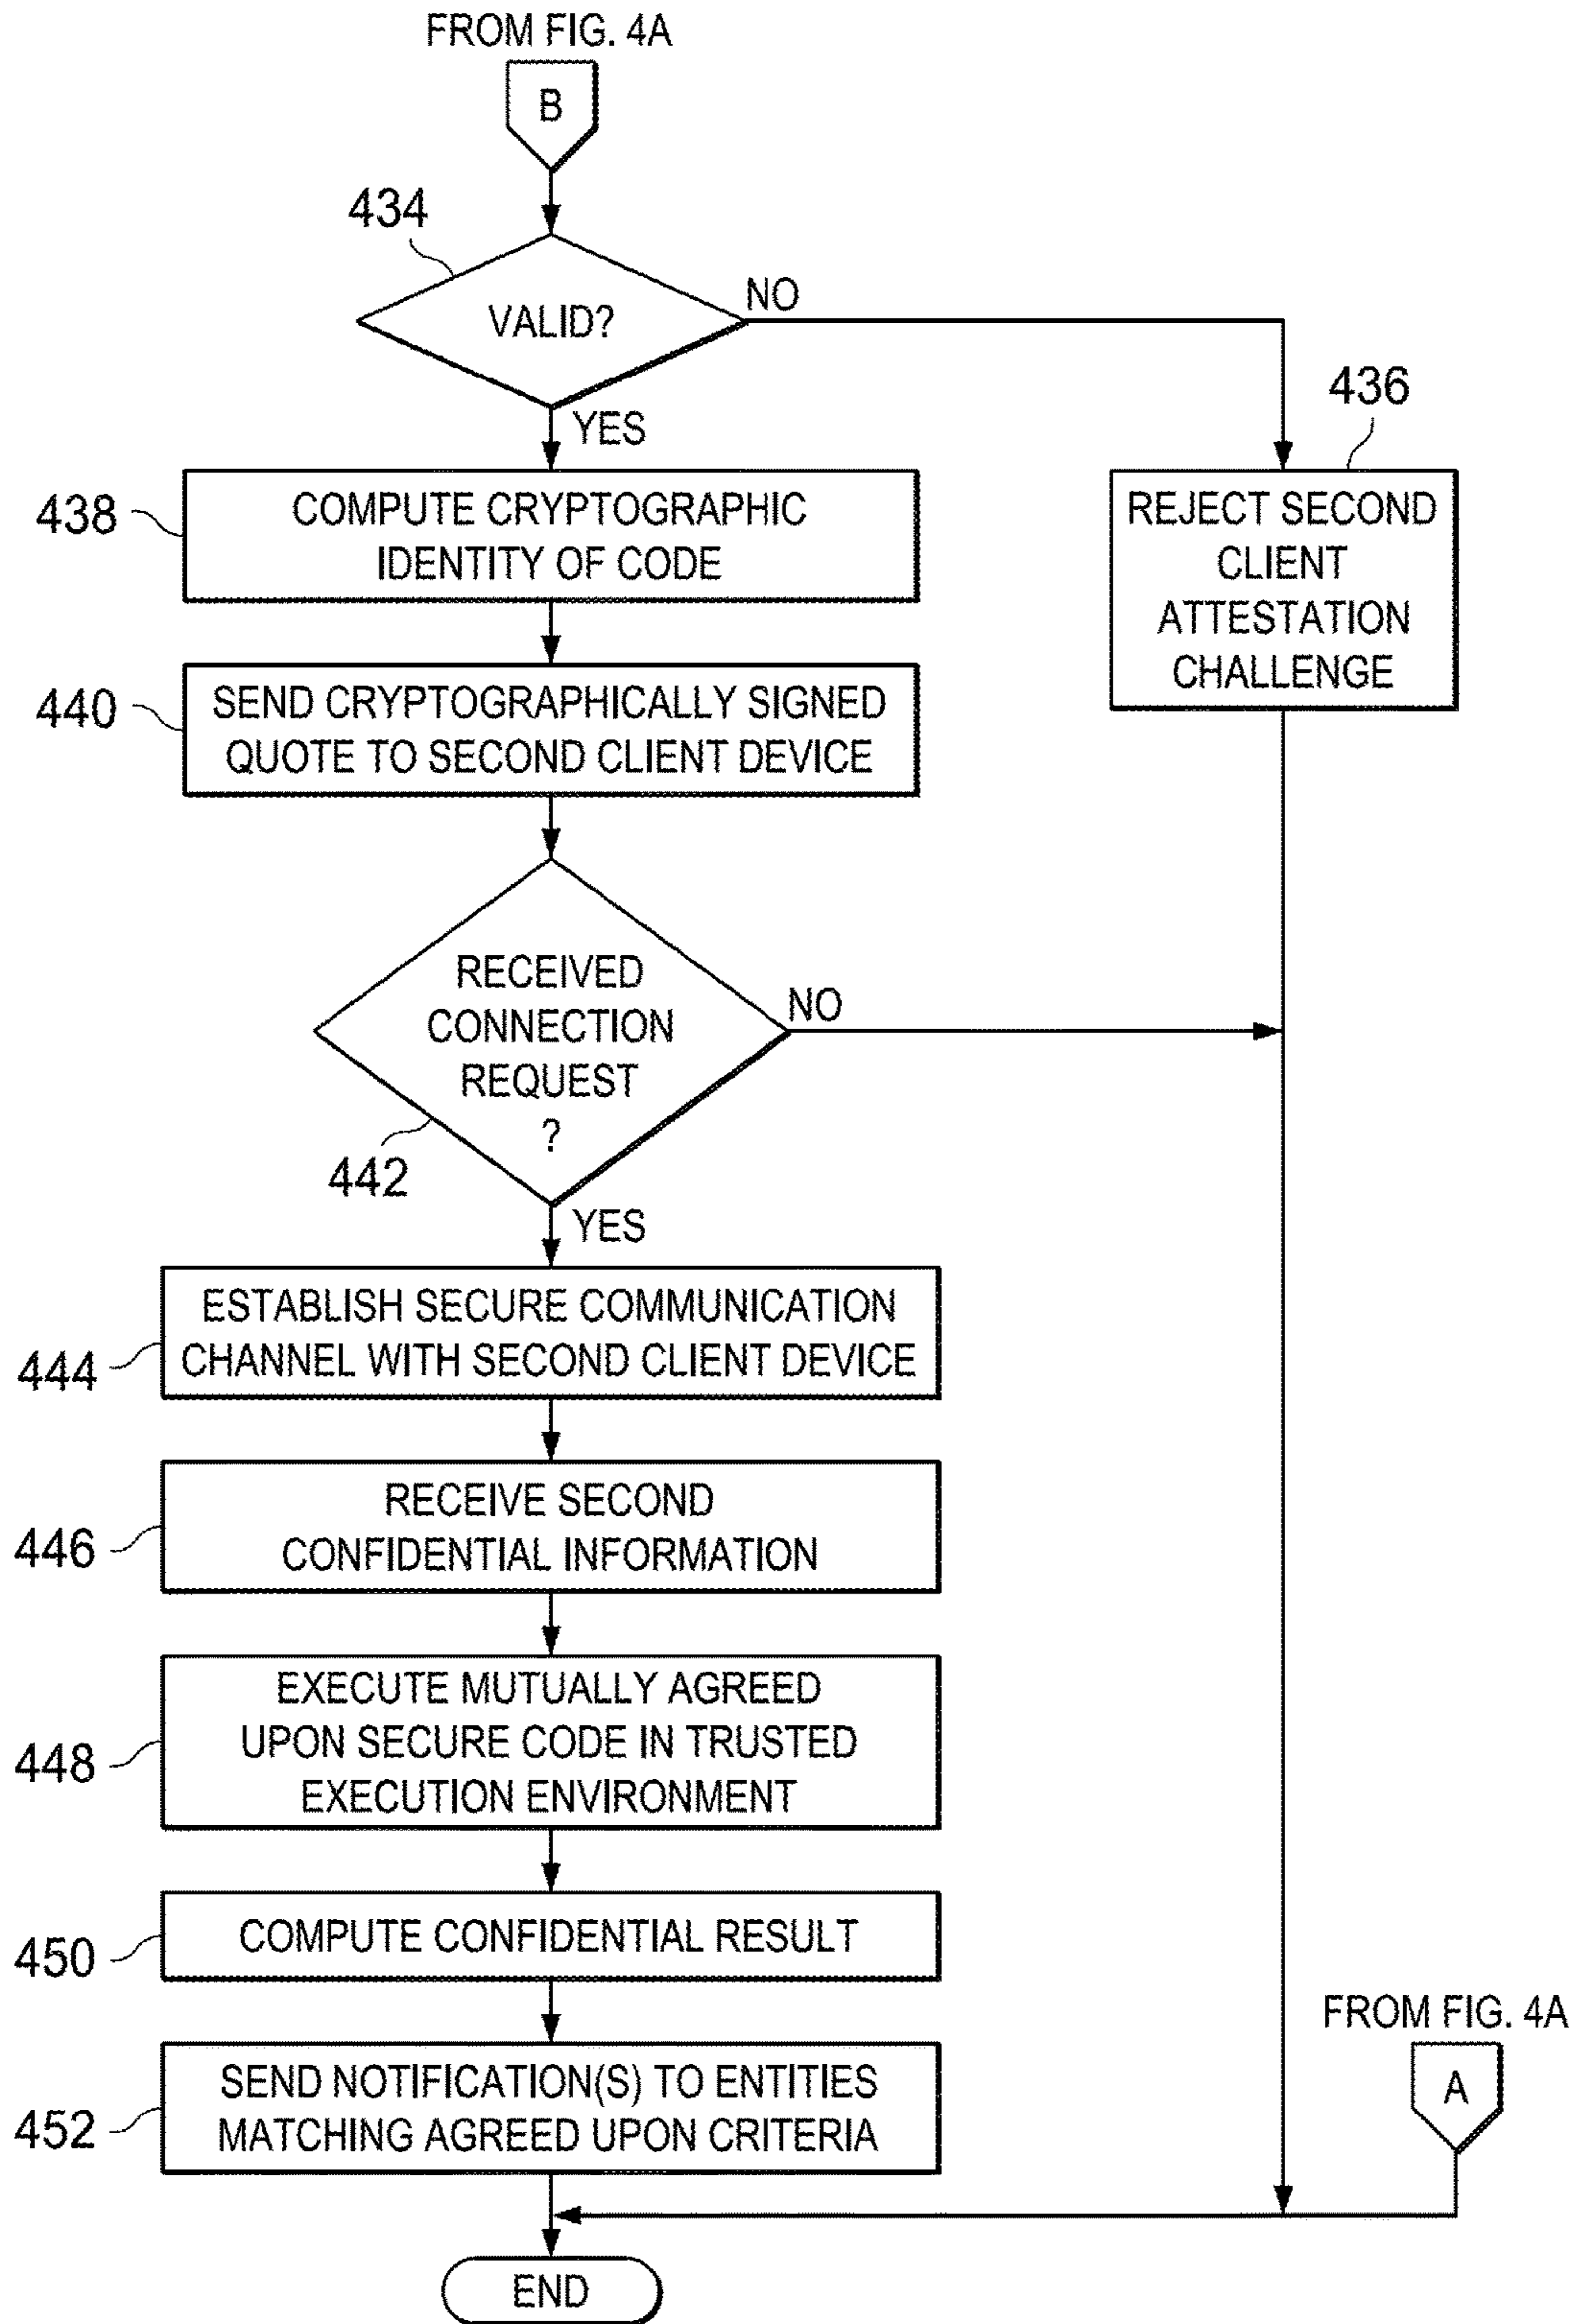 FROM FIG. 4A
B
434
VALID?
NO
YES
436
REJECT SECOND
CLIENT
ATTESTATION
CHALLENGE
438
COMPUTE CRYPTOGRAPHIC
IDENTITY OF CODE
440
SEND CRYPTOGRAPHICALLY SIGNED
QUOTE TO SECOND CLIENT DEVICE
RECEIVED
CONNECTION
REQUEST
?
NO
442
YES
444
ESTABLISH SECURE COMMUNICATION
CHANNEL WITH SECOND CLIENT DEVICE
446
RECEIVE SECOND
CONFIDENTIAL INFORMATION
448
EXECUTE MUTUALLY AGREED
UPON SECURE CODE IN TRUSTED
EXECUTION ENVIRONMENT
450
COMPUTE CONFIDENTIAL RESULT
452
SEND NOTIFICATION(S) TO ENTITIES
MATCHING AGREED UPON CRITERIA
FROM FIG. 4A
A
END